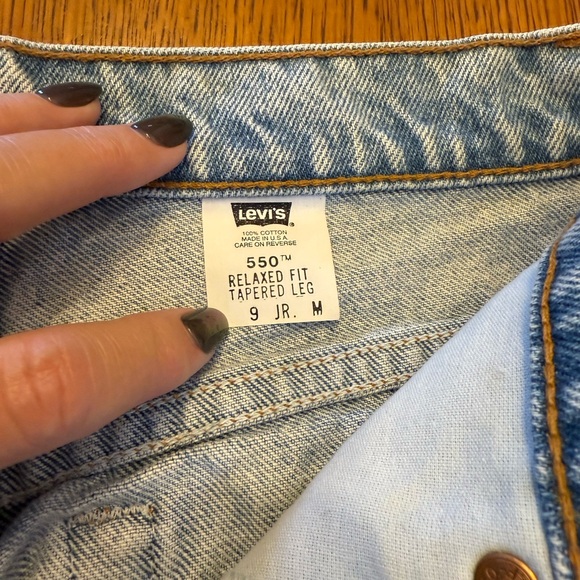 LEVI'S
100% COTTON
MADE IN U.S.A.
CARE ON REVERSE
550™
RELAXED FIT
TAPERED LEG
9 JR. M